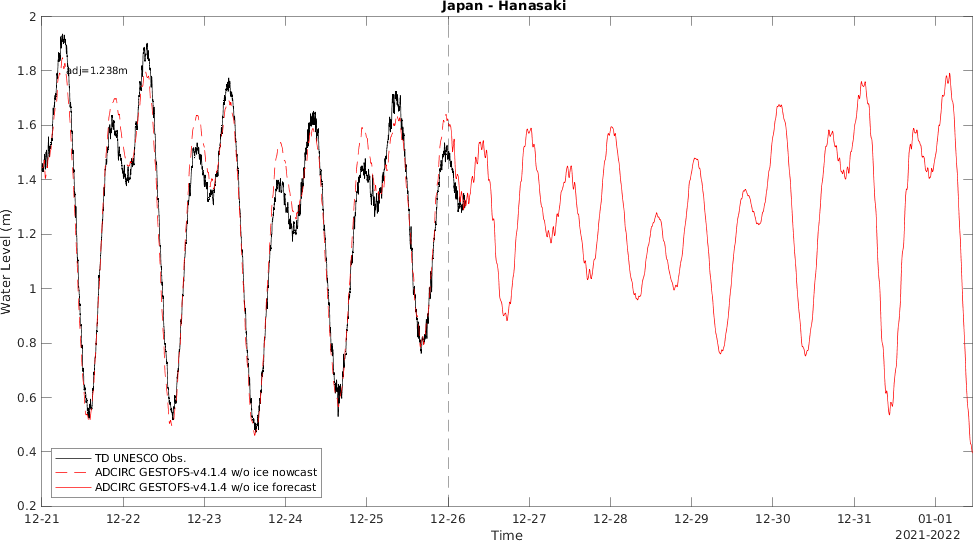 Japan - Hanasaki
2
1.8
1.6
1.4
1.2
1
0.8
0.6
0.4
0.2
Water Level (m)
adj=1.238m
TD UNESCO Obs.
ADCIRC GESTOFS-v4.1.4 w/o ice nowcast
ADCIRC GESTOFS-v4.1.4 w/o ice forecast
12-21 12-22 12-23 12-24 12-25 12-26 12-27 12-28 12-29 12-30 12-31 01-01
Time
2021-2022